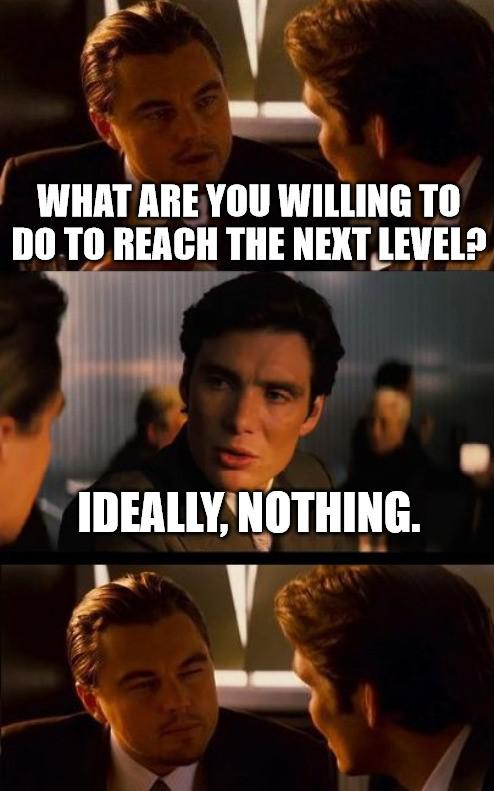 WHAT ARE YOU WILLING TO
DO TO REACH THE NEXT LEVEL?
IDEALLY, NOTHING.